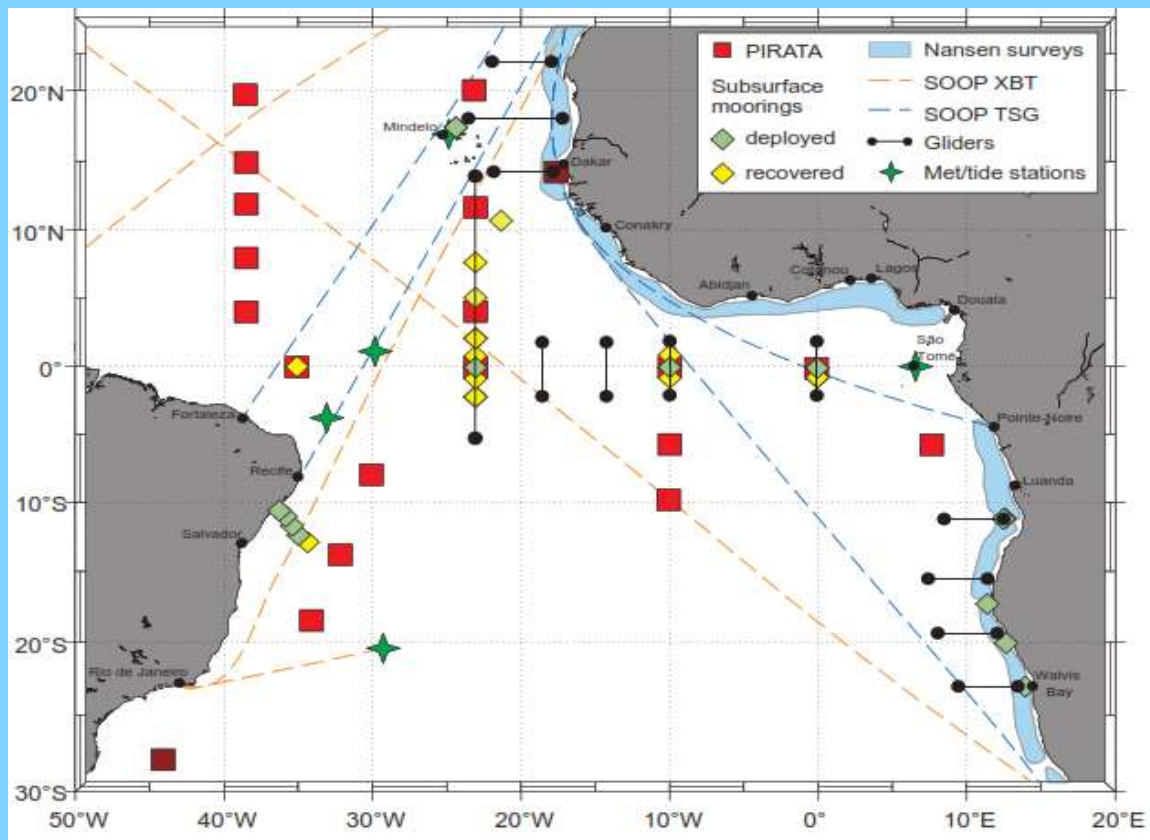 PIRATA
Subsurface
moorings
deployed
recovered
Nansen surveys
SOOP XBT
SOOP TSG
Gliders
Met/tide stations
20°N
10°N
0°
10°S
20°S
30°S
50°W
40°W
30°W
20°W
10°W
0°
10°E
20°E
Mindelo
Dakar
Conakry
Abidjan
Cotonou
Lagos
Douala
São
Tomé
Pointe-Noire
Luanda
Walvis
Bay
Fortaleza
Recife
Salvador
Rio de Janeiro